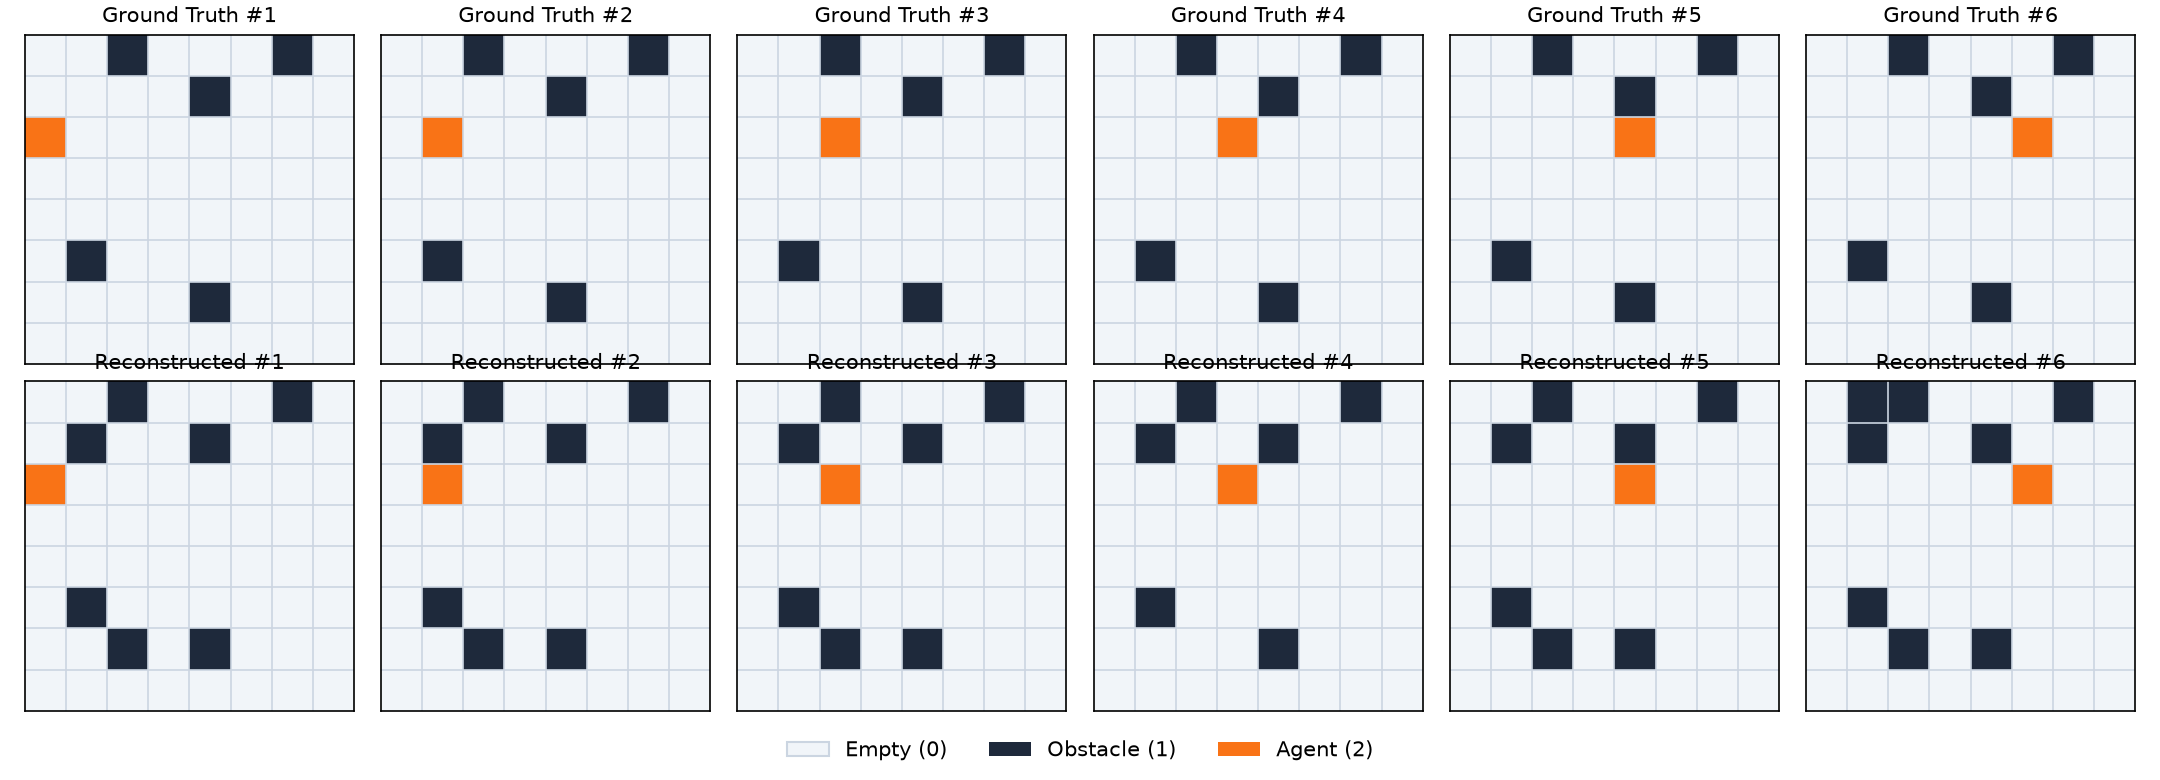 Ground Truth #1
Ground Truth #2
Ground Truth #3
Ground Truth #4
Ground Truth #5
Ground Truth #6
Reconstructed #1
Reconstructed #2
Reconstructed #3
Reconstructed #4
Reconstructed #5
Reconstructed #6
Empty (0)
Obstacle (1)
Agent (2)